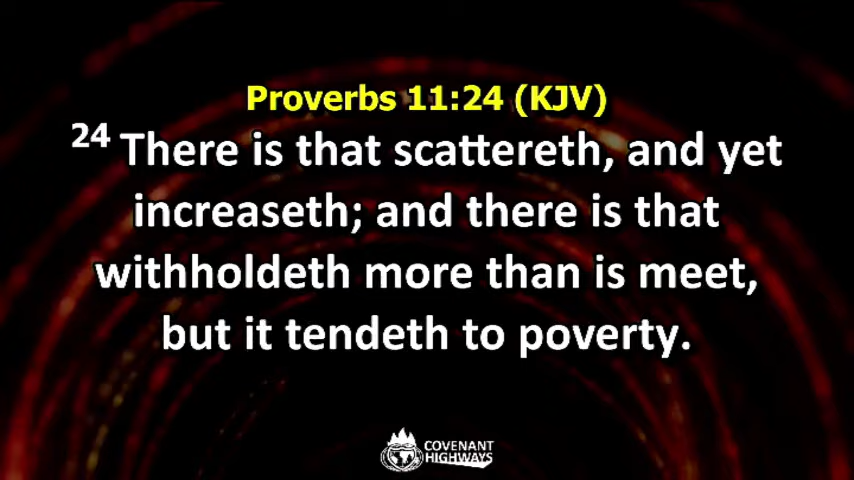 Proverbs 11:24 (KJV)
24 There is that scattereth, and yet
increaseth; and there is that
withholdeth more than is meet,
but it tendeth to poverty.
COVENANT
HIGHWAYS